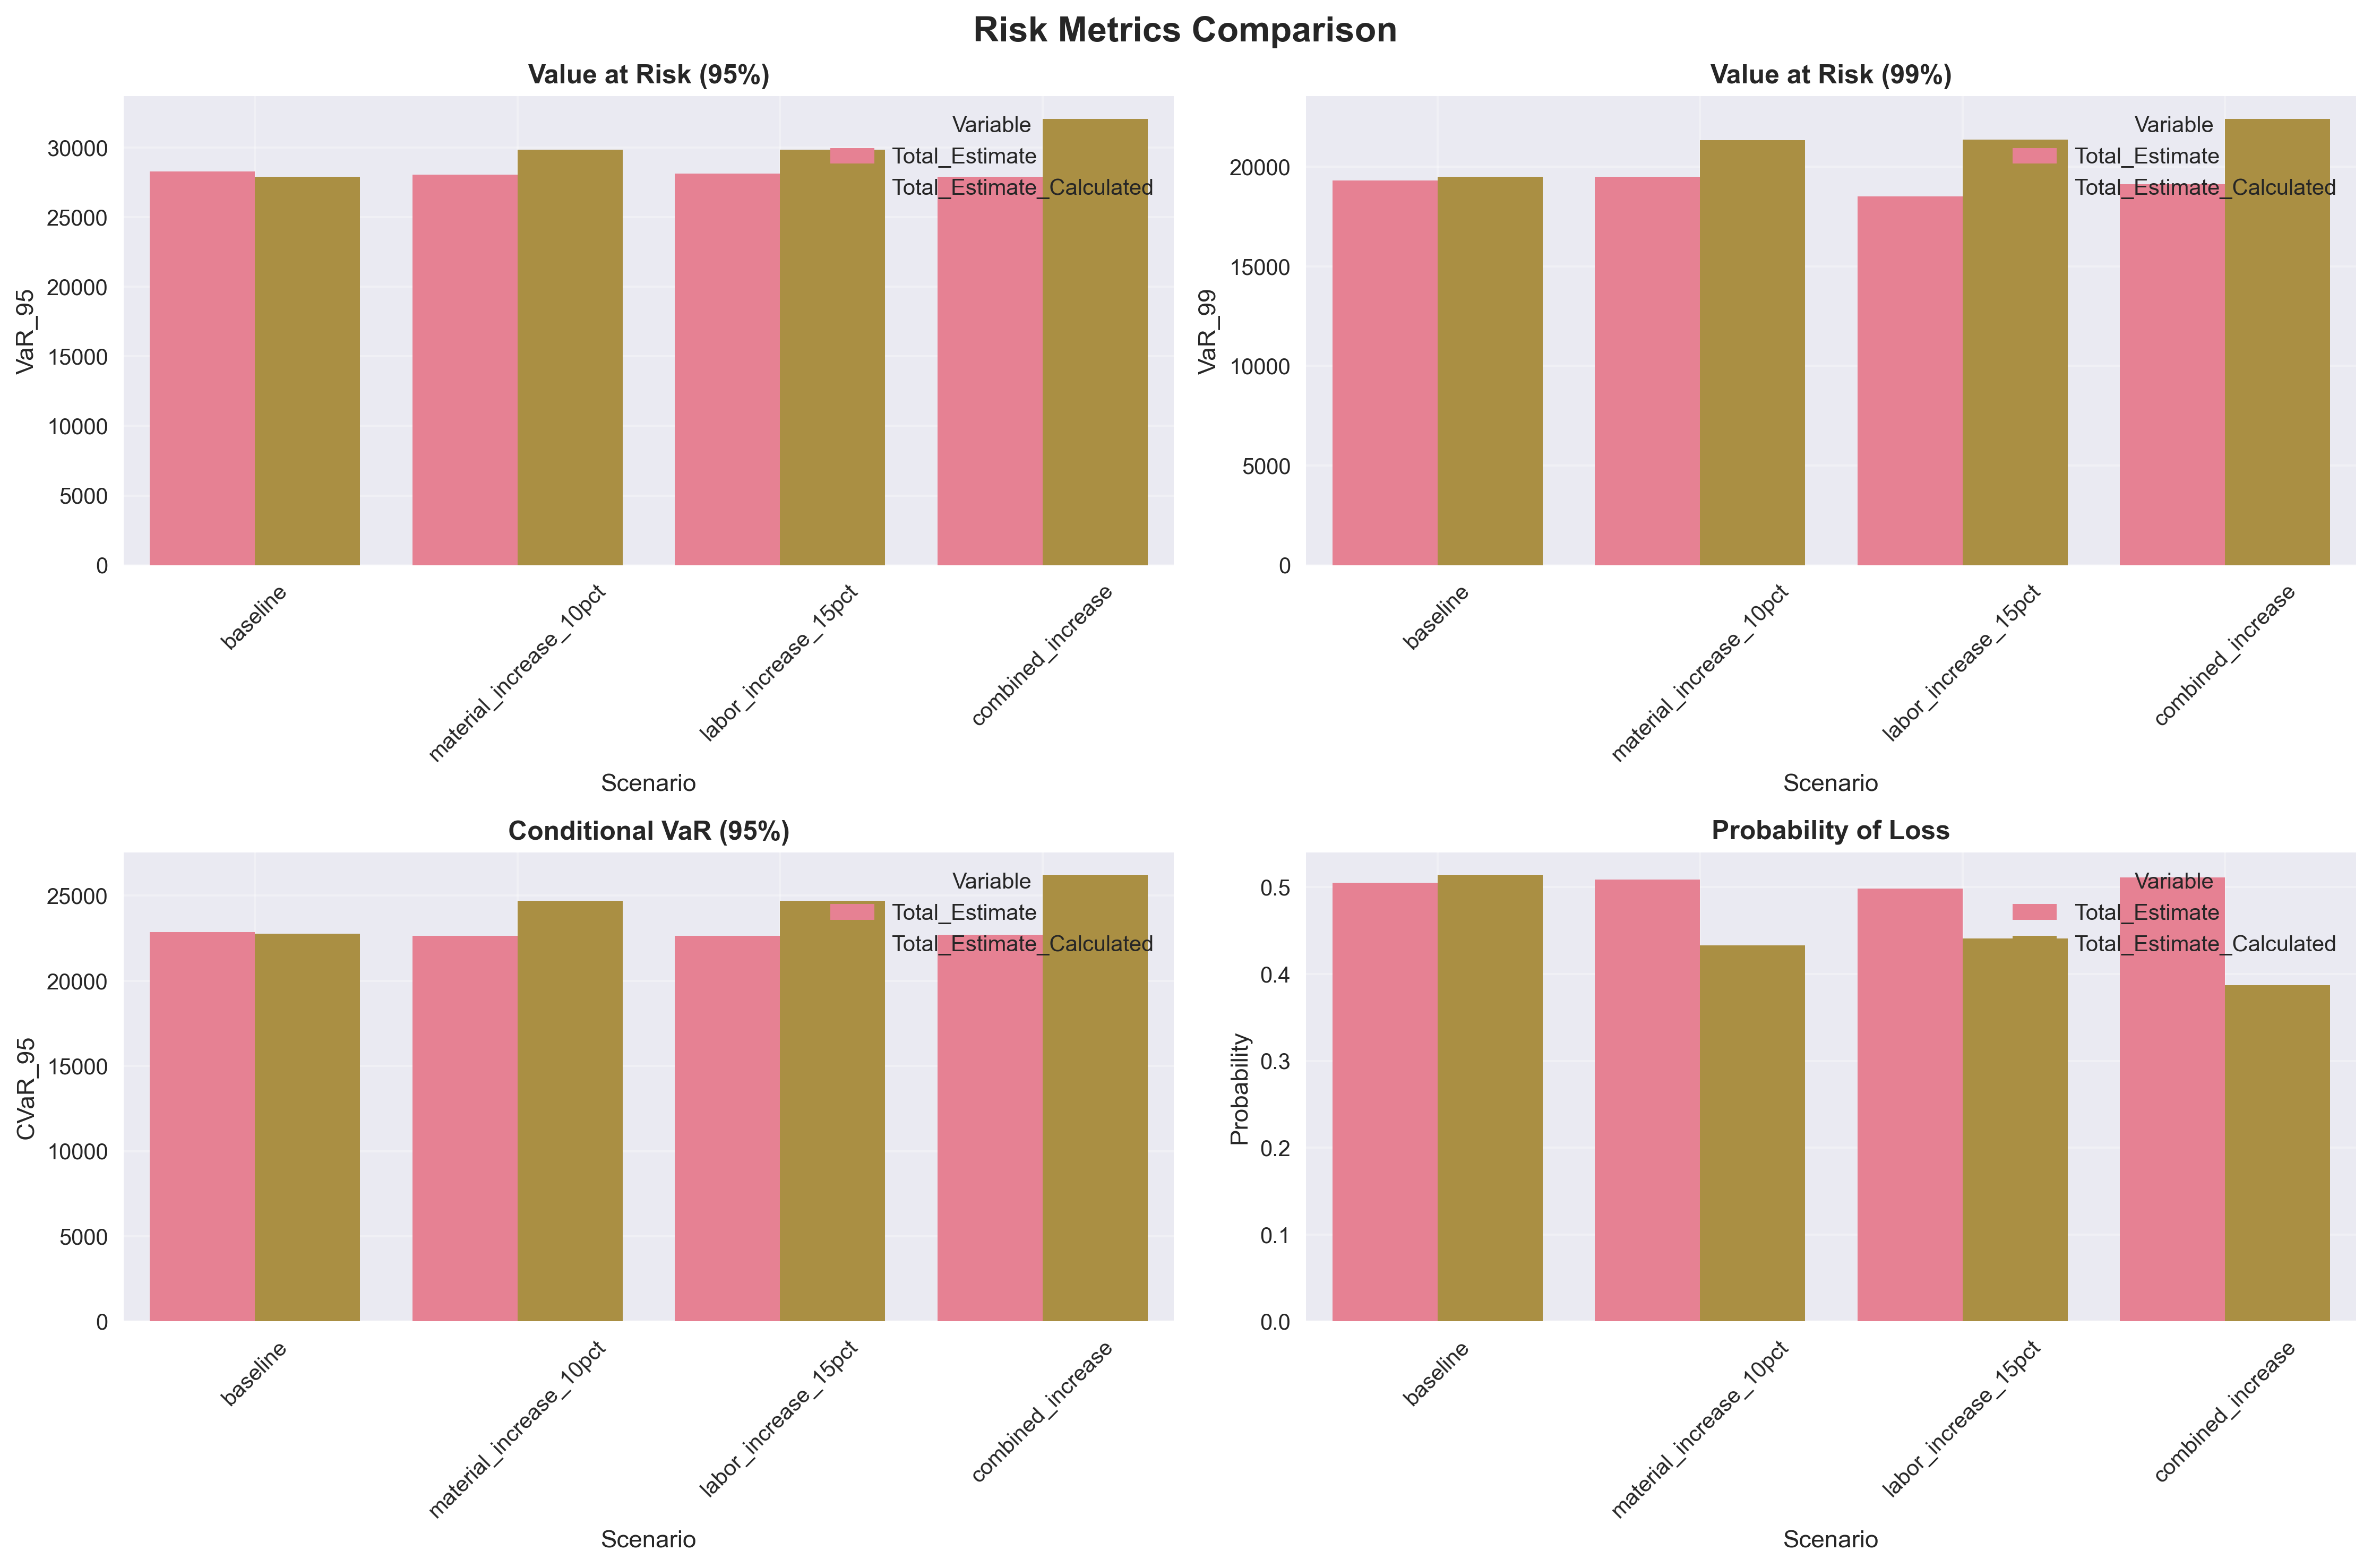 Risk Metrics Comparison
Value at Risk (95%)
VaR_95
30000
25000
20000
15000
10000
5000
0
Variable
Total_Estimate
Total_Estimate_Calculated
baseline
material_increase_10pct
labor_increase_15pct
combined_increase
Scenario
Value at Risk (99%)
VaR_99
20000
15000
10000
5000
0
Variable
Total_Estimate
Total_Estimate_Calculated
baseline
material_increase_10pct
labor_increase_15pct
combined_increase
Scenario
Conditional VaR (95%)
CVaR_95
25000
20000
15000
10000
5000
0
Variable
Total_Estimate
Total_Estimate_Calculated
baseline
material_increase_10pct
labor_increase_15pct
combined_increase
Scenario
Probability of Loss
Probability
0.5
0.4
0.3
0.2
0.1
0.0
Variable
Total_Estimate
Total_Estimate_Calculated
baseline
material_increase_10pct
labor_increase_15pct
combined_increase
Scenario